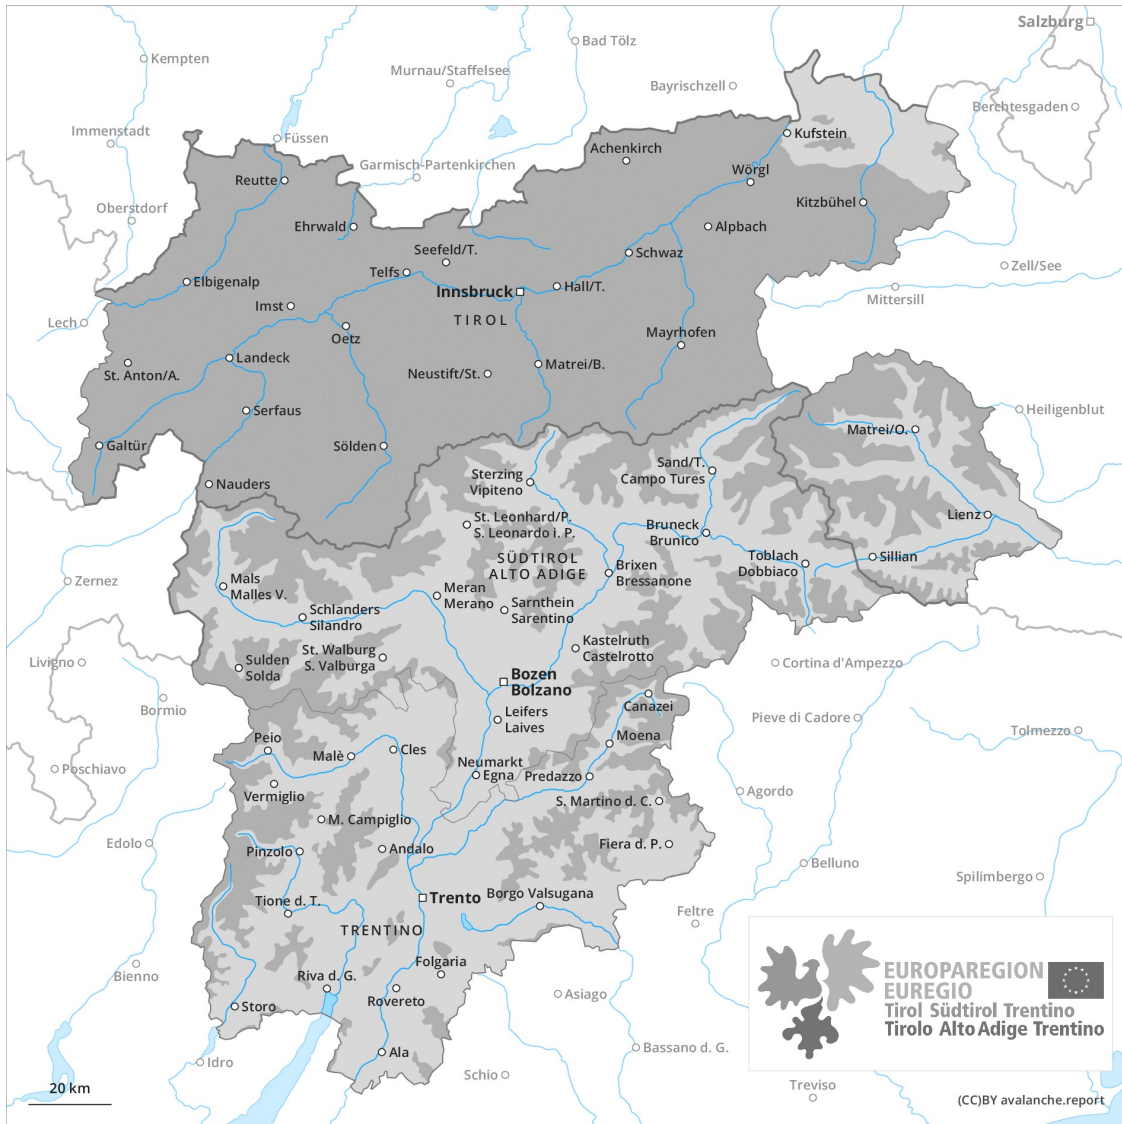 Salzburg
Bad Tölz
Kempten
Murnau/Staffelsee
Bayrischzell
Berchtesgaden
Immenstadt
Füssen
Kufstein
Achenkirch
Garmisch-Partenkirchen
Wörgl
Reutte
Kitzbühel
Oberstdorf
Ehrwald
Alpbach
Seefeld/T.
Schwaz
Telfs
Zell/See
Elbigenalp
Hall/T.
Innsbruck
Mittersill
Imst
TIROL
Lech
Oetz
Mayrhofen
Landeck
Matrei/B.
St. Anton/A.
Neustift/St.
Serfaus
Heiligenblut
Matrei/O.
Galtür
Sölden
Sand/T.
Campo Tures
Sterzing
Vipiteno
Nauders
Lienz
St. Leonhard/P.
S. Leonardo i. P.
Bruneck
Brunico
SÜDTIROL
ALTO ADIGE
Toblach
Dobbiaco
Sillian
Brixen
Bressanone
Zernez
Mals
Malles V.
Meran
Merano
Sarnthein
Sarentino
Schlanders
Silandro
Kastelruth
Castelrotto
St. Walburg
S. Valburga
Livigno
Sulden
Solda
Cortina d'Ampezzo
Bozen
Bolzano
Bormio
Canazei
Leifers
Laives
Pieve di Cadore
Tolmezzo
Peio
Moena
Malè
Cles
Neumarkt
Egna
Predazzo
Poschiavo
Vermiglio
Agordo
S. Martino d. C.
M. Campiglio
Edolo
Pinzolo
Andalo
Fiera d. P.
Belluno
Spilimbergo
Trento
Borgo Valsugana
Tione d. T.
Feltre
TRENTINO
Bienno
Folgaria
Riva d. G.
Rovereto
Asiago
Storo
Ala
Idro
Bassano d. G.
Schio
Treviso
EUROPAREGION
EUREGIO
Tirol Südtirol Trentino
Tirolo Alto Adige Trentino
20 km
(CC)BY avalanche.report